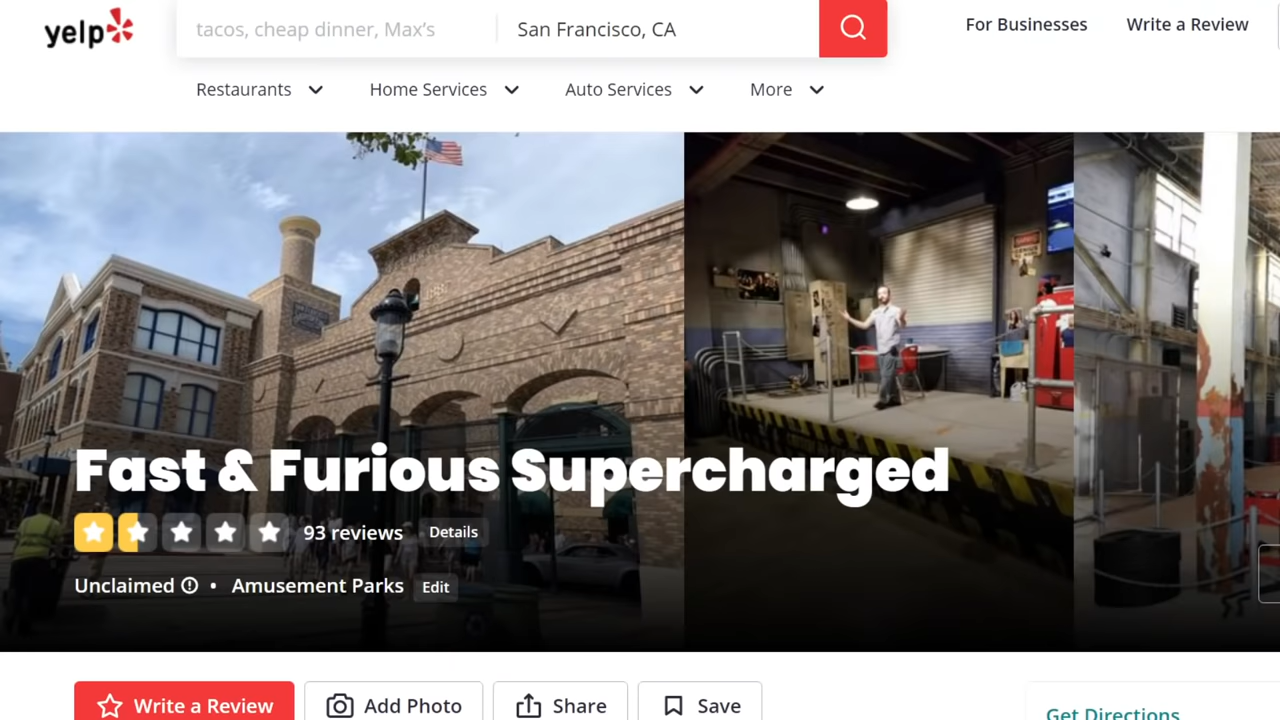 yelp
tacos, cheap dinner, Max's
San Francisco, CA
For Businesses
Write a Review
Restaurants
Home Services
Auto Services
More
Fast & Furious Supercharged
93 reviews
Details
Unclaimed • Amusement Parks
Edit
Write a Review
Add Photo
Share
Save
Get Directions